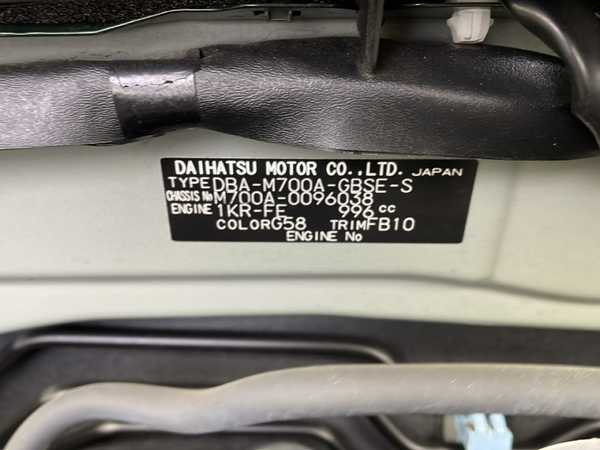 DAIHATSU MOTOR CO.,LTD. JAPAN
TYPE DBA-M700A-GBSE-S
CHASSIS No M700A-0096038
ENGINE 1KR-FE 996 cc
COLOR G58 TRIM FB10
ENGINE No